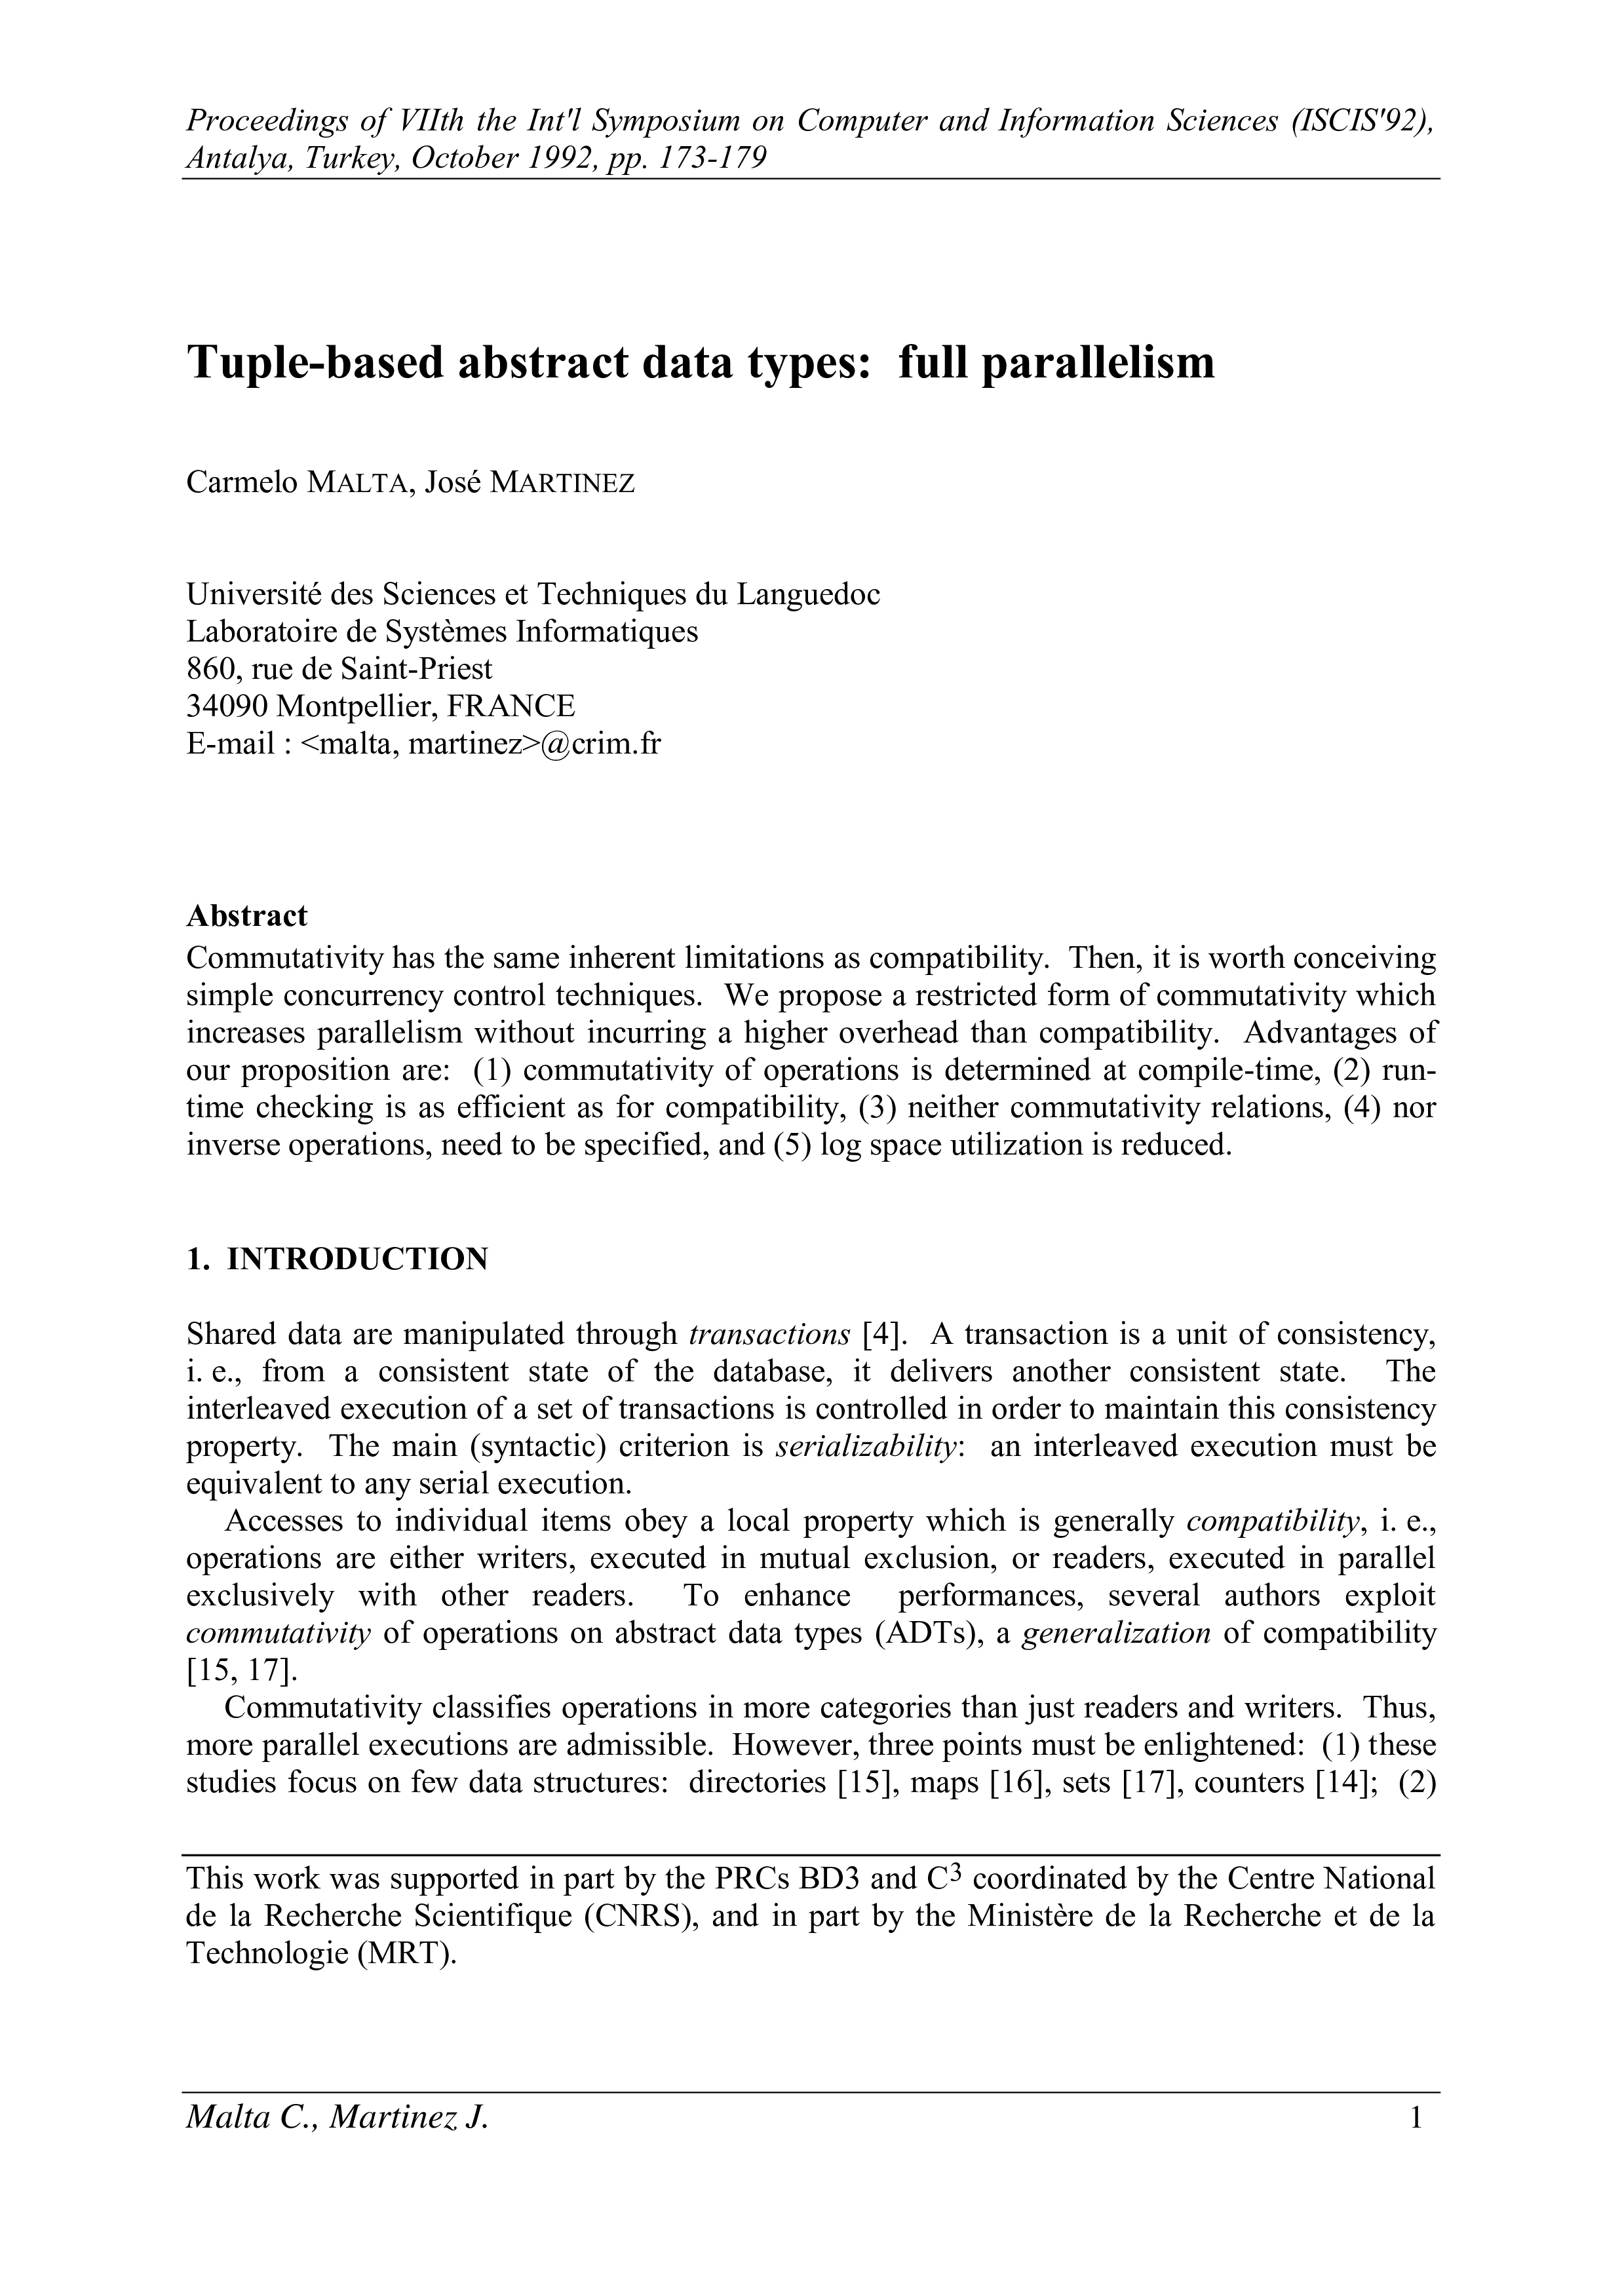 Proceedings of VIIth the Int'l Symposium on Computer and Information Sciences (ISCIS'92),
Antalya, Turkey, October 1992, pp. 173-179
Tuple-based abstract data types:  full parallelism
Carmelo MALTA, José MARTINEZ
Université des Sciences et Techniques du Languedoc
Laboratoire de Systèmes Informatiques
860, rue de Saint-Priest
34090 Montpellier, FRANCE
E-mail : <malta, martinez>@crim.fr
Abstract
Commutativity has the same inherent limitations as compatibility.  Then, it is worth conceiving
simple concurrency control techniques.  We propose a restricted form of commutativity which
increases parallelism without incurring a higher overhead than compatibility.  Advantages of
our proposition are:  (1) commutativity of operations is determined at compile-time, (2) run-
time checking is as efficient as for compatibility, (3) neither commutativity relations, (4) nor
inverse operations, need to be specified, and (5) log space utilization is reduced.
1.  INTRODUCTION
Shared data are manipulated through transactions [4].  A transaction is a unit of consistency,
i. e., from a consistent state of the database, it delivers another consistent state.  The
interleaved execution of a set of transactions is controlled in order to maintain this consistency
property.  The main (syntactic) criterion is serializability:  an interleaved execution must be
equivalent to any serial execution.
Accesses to individual items obey a local property which is generally compatibility, i. e.,
operations are either writers, executed in mutual exclusion, or readers, executed in parallel
exclusively with other readers.  To enhance  performances, several authors exploit
commutativity of operations on abstract data types (ADTs), a generalization of compatibility
[15, 17].
Commutativity classifies operations in more categories than just readers and writers.  Thus,
more parallel executions are admissible.  However, three points must be enlightened:  (1) these
studies focus on few data structures:  directories [15], maps [16], sets [17], counters [14];  (2)
This work was supported in part by the PRCs BD3 and C3 coordinated by the Centre National
de la Recherche Scientifique (CNRS), and in part by the Ministère de la Recherche et de la
Technologie (MRT).
Malta C., Martinez J. 1